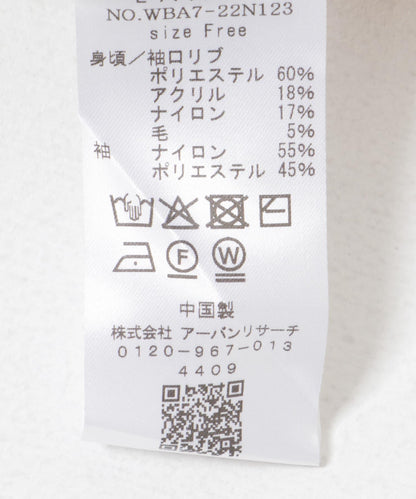 NO.WBA7-22N123
size Free
身頃／袖口リブ
ポリエステル 60%
アクリル 18%
ナイロン 17%
毛 5%
袖 ナイロン 55%
ポリエステル 45%
F W
中国製
株式会社 アーバンリサーチ
0120-967-013
4409